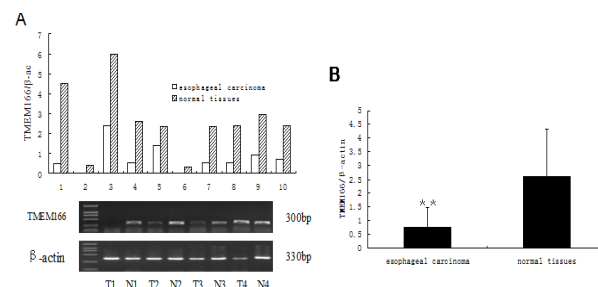 A
7
6
5
4
3
2
1
0
TMEM166/β-ac
esophageal carcinoma
normal tissues
1 2 3 4 5 6 7 8 9 10
TMEM166 300bp
β-actin 330bp
T1 N1 T2 N2 T3 N3 T4 N4
B
5
4.5
4
3.5
3
2.5
2
1.5
1
0.5
0
TMEM166/β-actin
**
esophageal carcinoma normal tissues